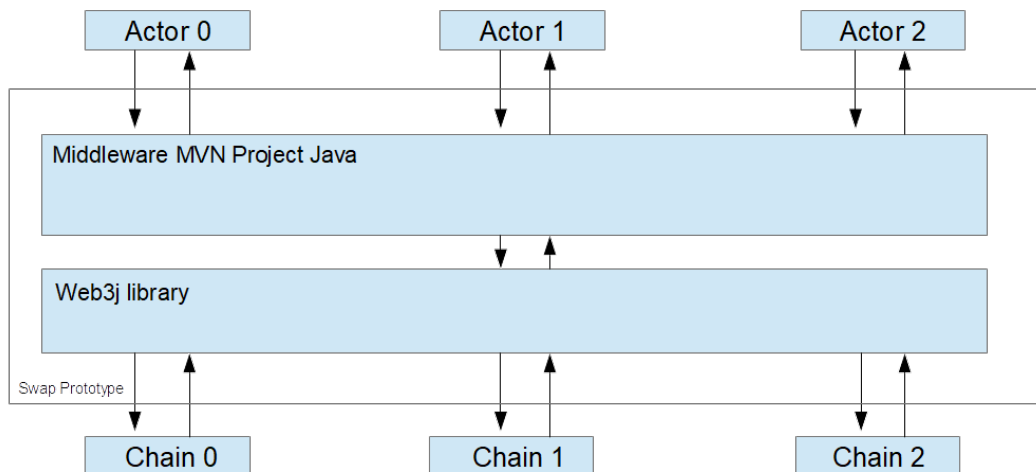 Actor 0
Actor 1
Actor 2
Middleware MVN Project Java
Web3j library
Swap Prototype
Chain 0
Chain 1
Chain 2